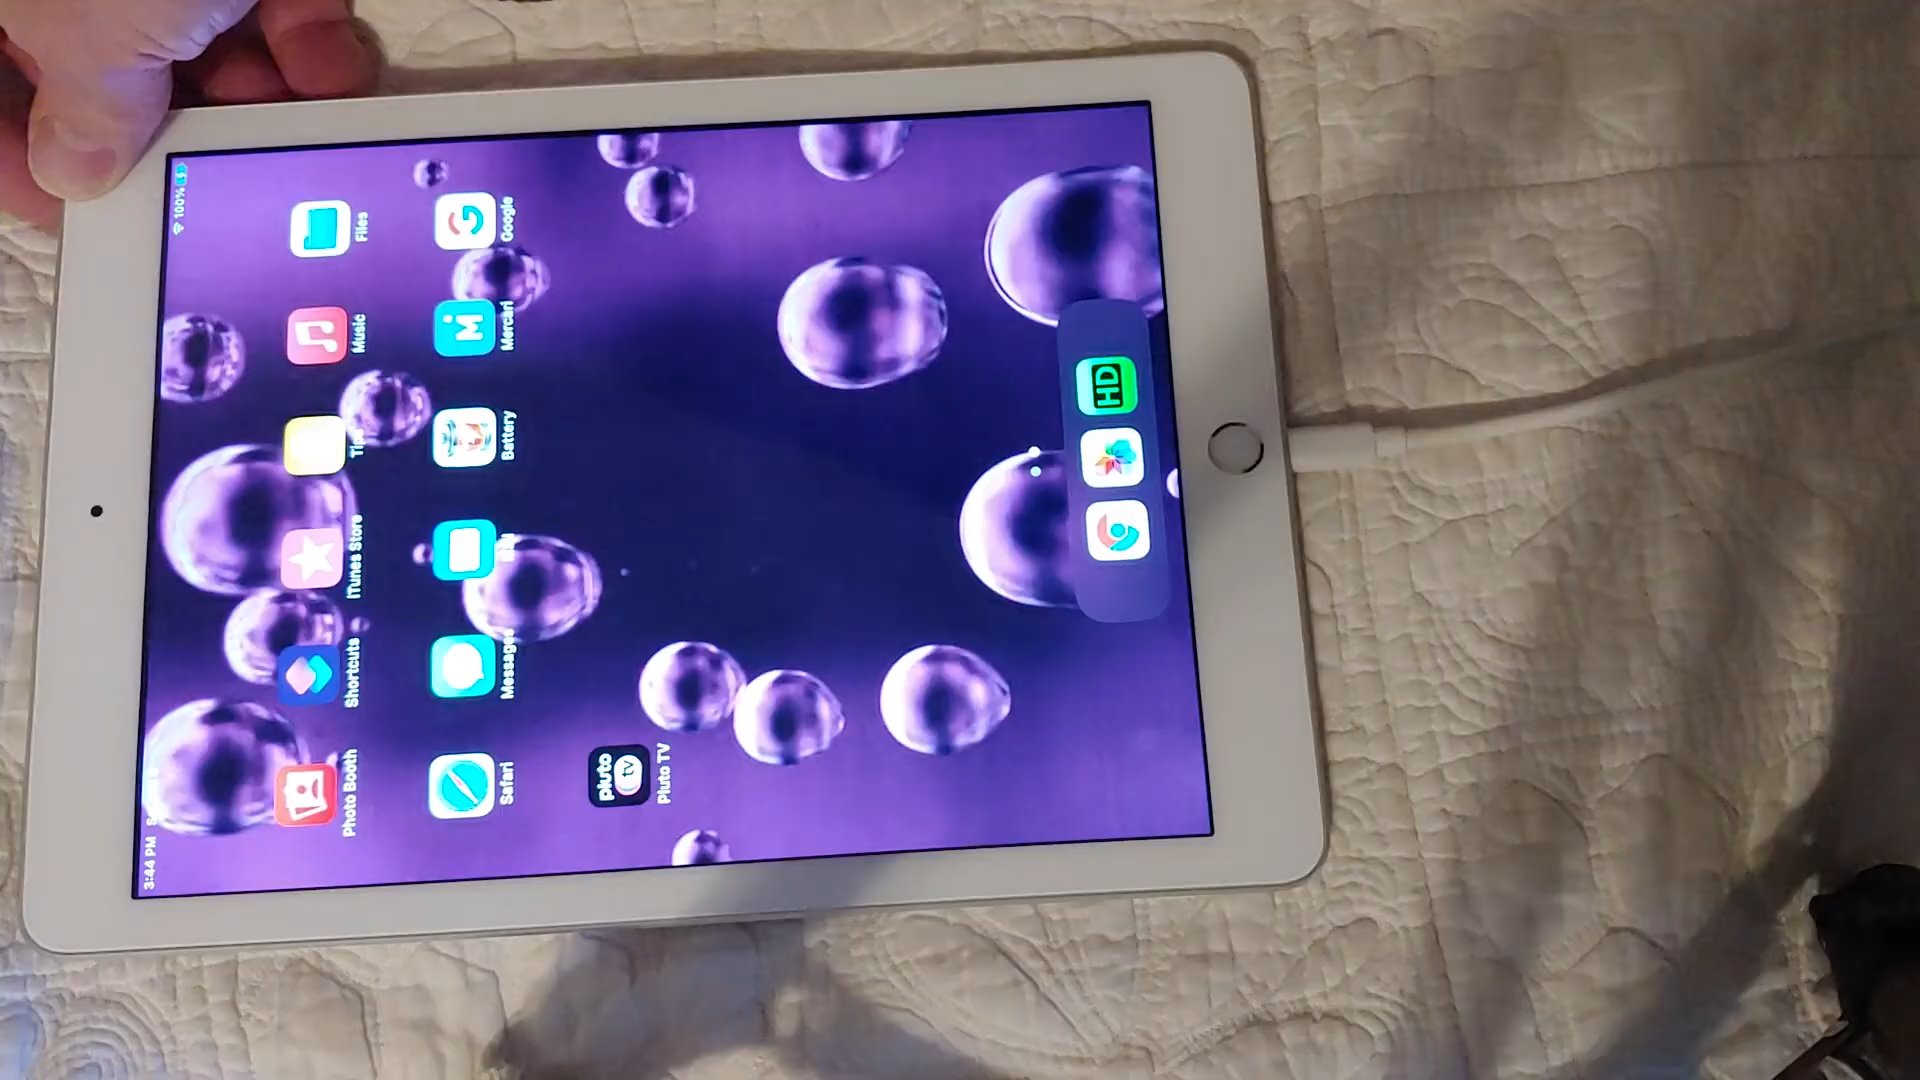 3:44 PM
100%
Photo Booth
Shortcuts
iTunes Store
Music
Files
Safari
Messages
Battery
M
Mercari
G
Google
pluto
tv
Pluto TV
HD